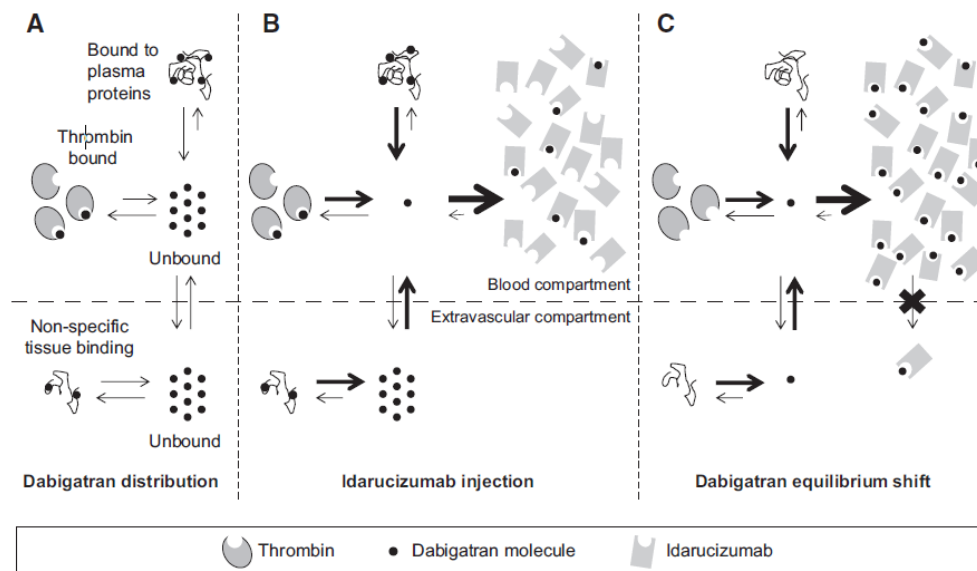 A
B
C
Bound to
plasma
proteins
Thrombin
bound
Unbound
Blood compartment
Extravascular compartment
Non-specific
tissue binding
Unbound
Dabigatran distribution
Idarucizumab injection
Dabigatran equilibrium shift
Thrombin
Dabigatran molecule
Idarucizumab